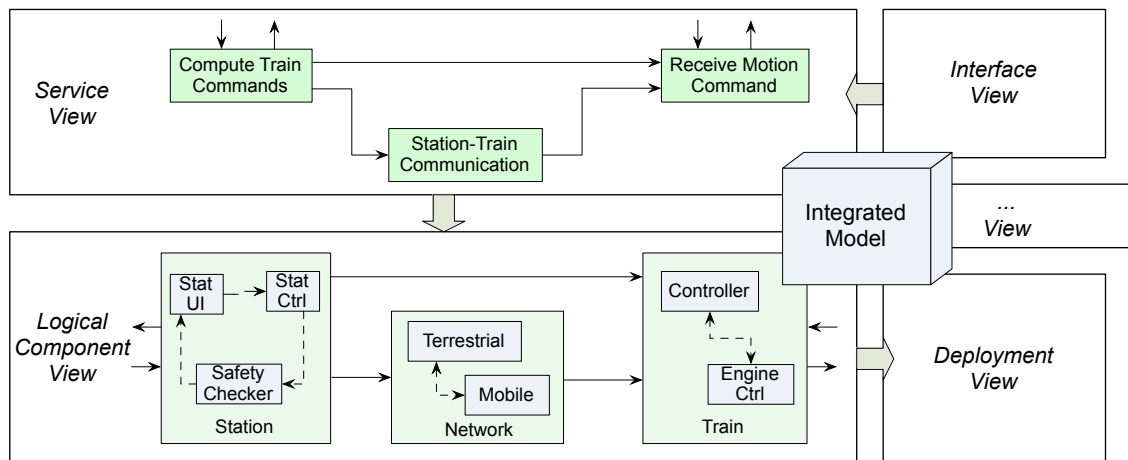 Service
View
Compute Train
Commands
Receive Motion
Command
Station-Train
Communication
Interface
View
Integrated
Model
...
View
Logical
Component
View
Stat
UI
Stat
Ctrl
Safety
Checker
Station
Terrestrial
Mobile
Network
Controller
Engine
Ctrl
Train
Deployment
View